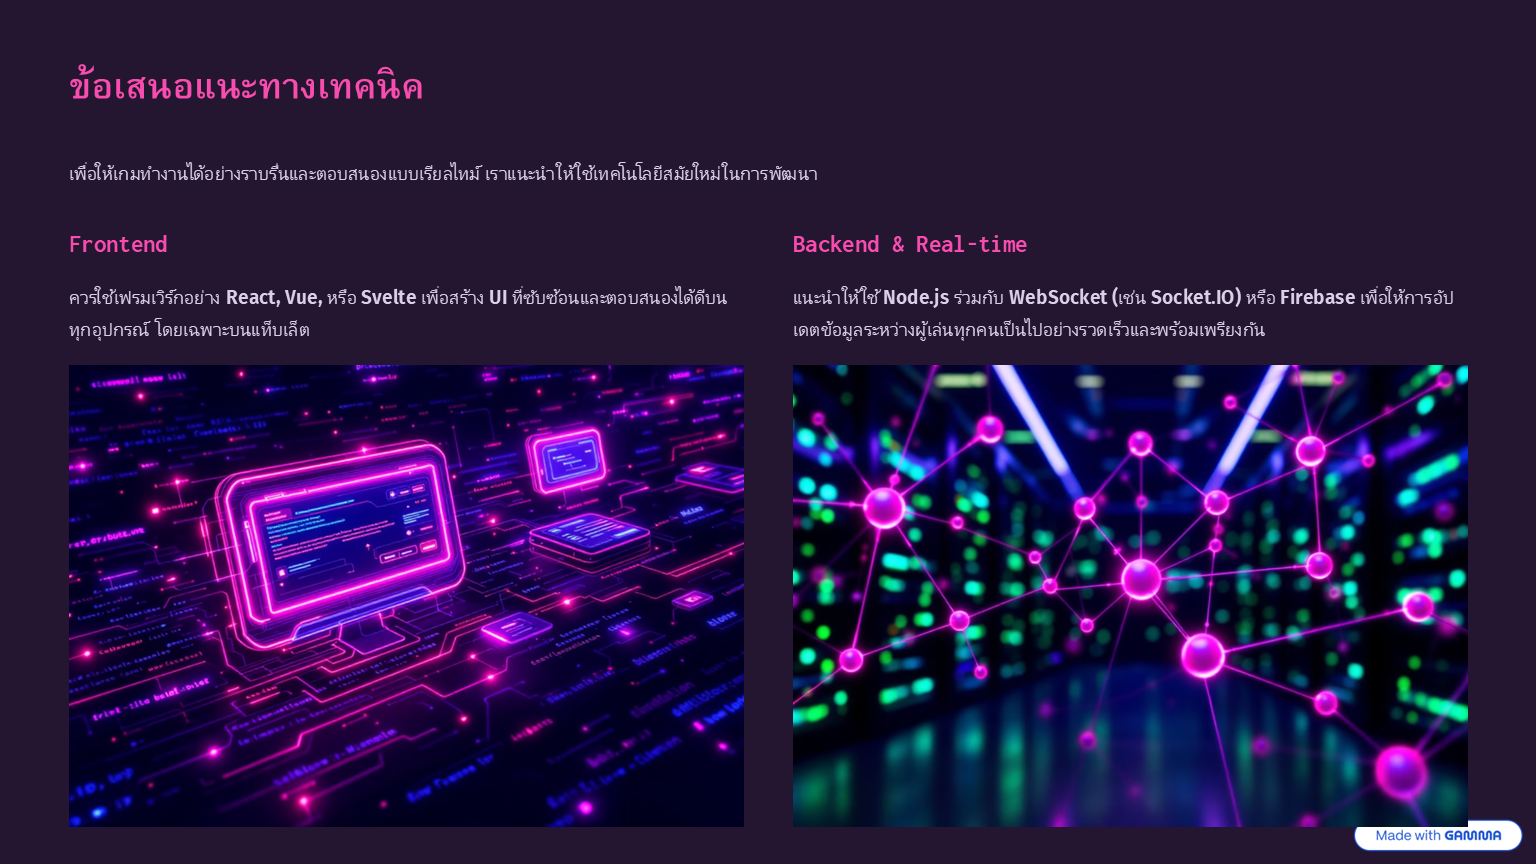 ข้อเสนอแนะทางเทคนิค
เพื่อให้เกมทำงานได้อย่างราบรื่นและตอบสนองแบบเรียลไทม์ เราแนะนำให้ใช้เทคโนโลยีสมัยใหม่ในการพัฒนา
Frontend
ควรใช้เฟรมเวิร์กอย่าง React, Vue, หรือ Svelte เพื่อสร้าง UI ที่ซับซ้อนและตอบสนองได้ดีบน
ทุกอุปกรณ์ โดยเฉพาะบนแท็บเล็ต
Backend & Real-time
แนะนำให้ใช้ Node.js ร่วมกับ WebSocket (เช่น Socket.IO) หรือ Firebase เพื่อให้การอัป
เดตข้อมูลระหว่างผู้เล่นทุกคนเป็นไปอย่างรวดเร็วและพร้อมเพรียงกัน
Made with GAMMA